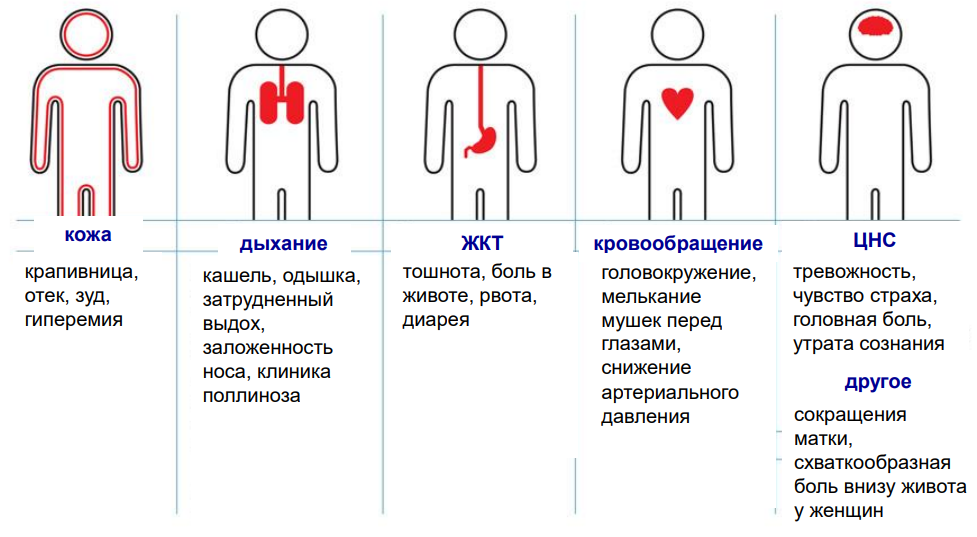 кожа
крапивница,
отек, зуд,
гиперемия
дыхание
кашель, одышка,
затрудненный
выдох,
заложенность
носа, клиника
поллиноза
ЖКТ
тошнота, боль в
животе, рвота,
диарея
кровообращение
головокружение,
мелькание
мушек перед
глазами,
снижение
артериального
давления
ЦНС
тревожность,
чувство страха,
головная боль,
утрата сознания
другое
сокращения
матки,
схваткообразная
боль внизу живота
у женщин